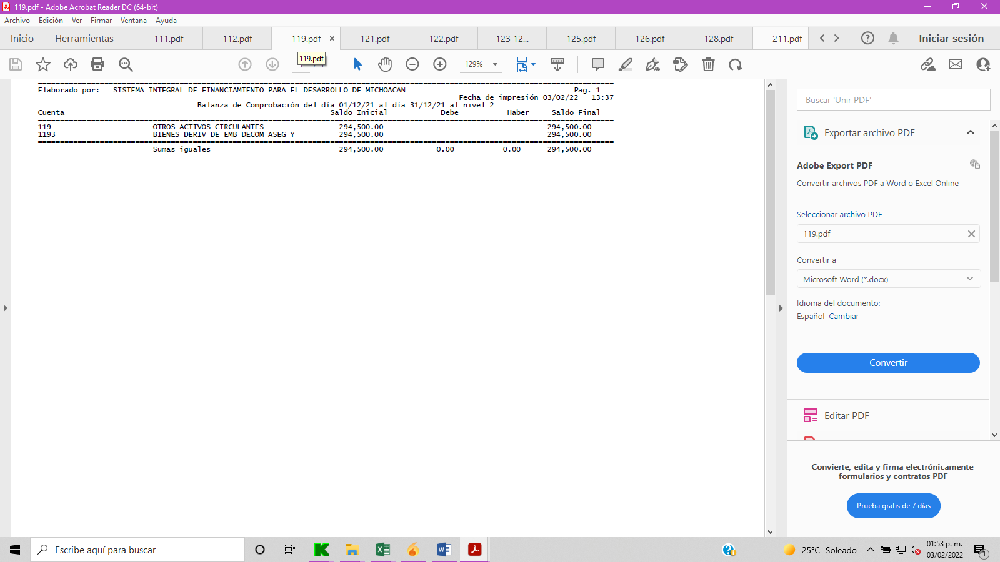 119.pdf - Adobe Acrobat Reader DC (64-bit)
Archivo Edición Ver Firmar Ventana Ayuda
Inicio Herramientas 111.pdf 112.pdf 119.pdf 121.pdf 122.pdf 123 12... 125.pdf 126.pdf 128.pdf 211.pdf Iniciar sesión
129%
119.pdf
Elaborado por: SISTEMA INTEGRAL DE FINANCIAMIENTO PARA EL DESARROLLO DE MICHOACAN Pag. 1
Fecha de impresión 03/02/22 13:37
Balanza de Comprobación del día 01/12/21 al día 31/12/21 al nivel 2
Cuenta Saldo Inicial Debe Haber Saldo Final
119 OTROS ACTIVOS CIRCULANTES 294,500.00 294,500.00
1193 BIENES DERIV DE EMB DECOM ASEG Y 294,500.00 294,500.00
Sumas iguales 294,500.00 0.00 0.00 294,500.00
Buscar 'Unir PDF'
Exportar archivo PDF
Adobe Export PDF
Convertir archivos PDF a Word o Excel Online
Seleccionar archivo PDF
119.pdf
Convertir a
Microsoft Word (*.docx)
Idioma del documento:
Español Cambiar
Convertir
Editar PDF
Convierte, edita y firma electrónicamente
formularios y contratos PDF
Prueba gratis de 7 días
Escribe aquí para buscar
25°C Soleado
01:53 p. m.
03/02/2022
1